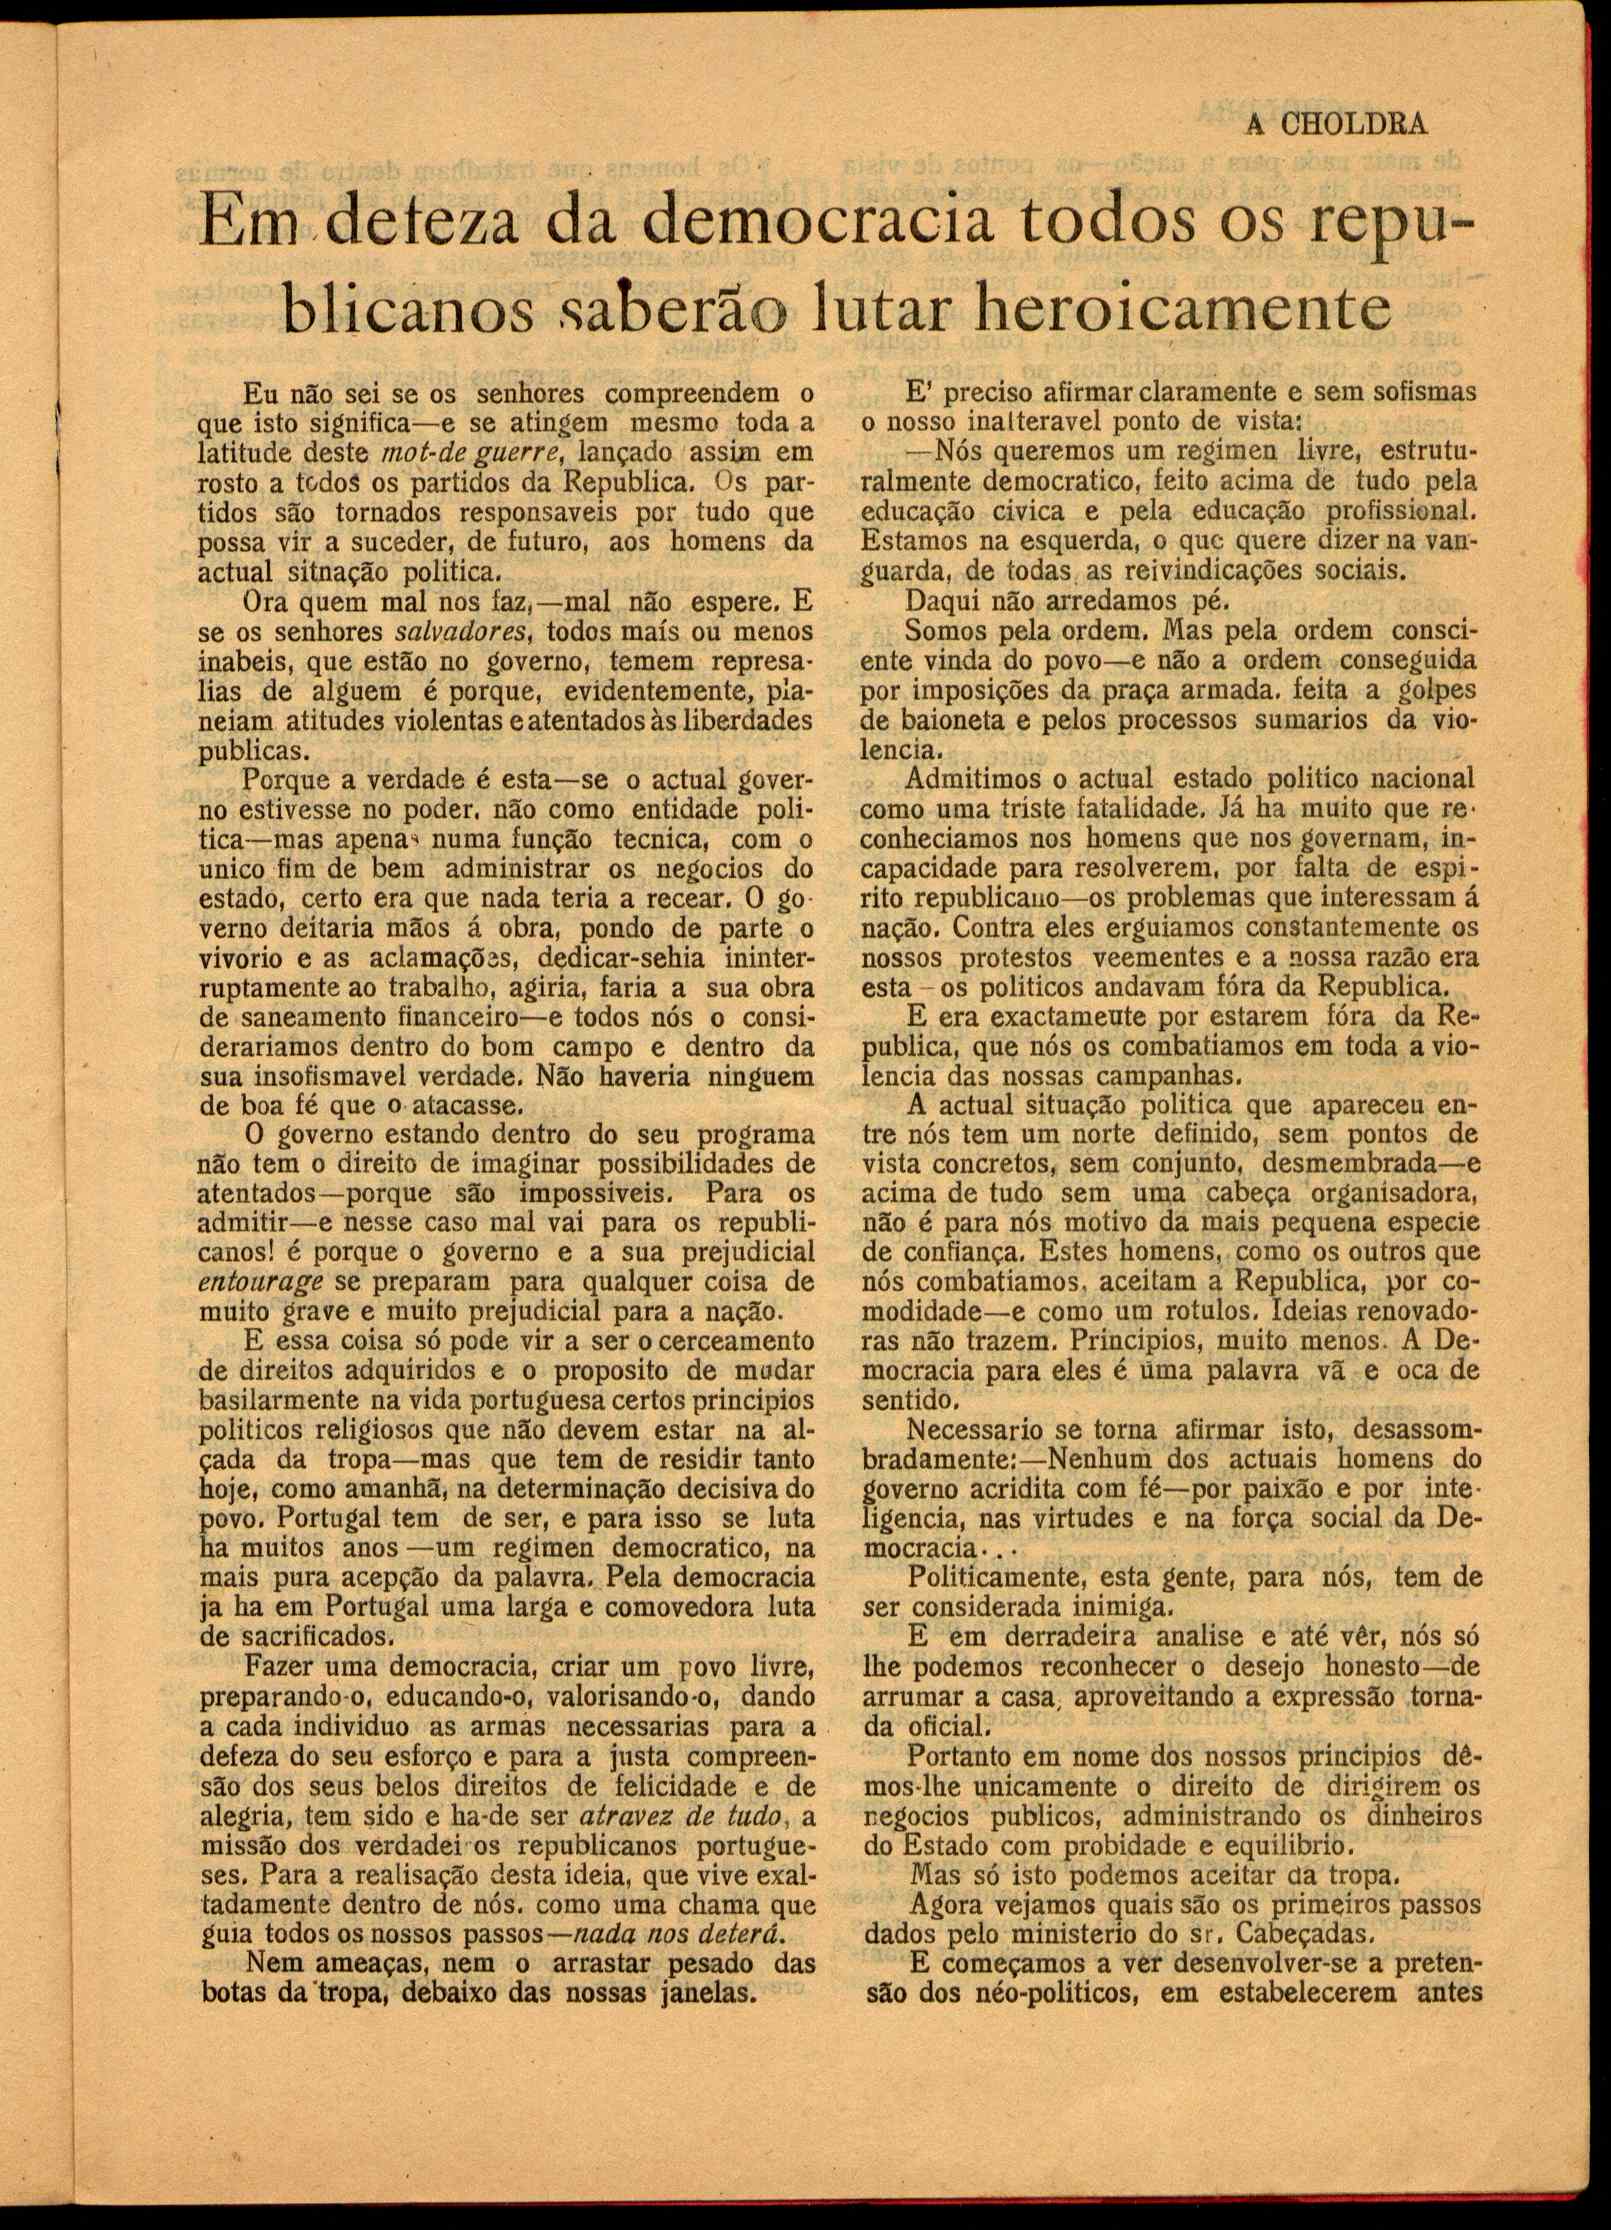 A CHOLDRA
Em defeza da democracia todos os repu-
blicanos saberão lutar heroicamente
Eu não sei se os senhores compreendem o
que isto significa—e se atingem mesmo toda a
latitude deste mot-de guerre, lançado assim em
rosto a todos os partidos da Republica. Os par-
tidos são tornados responsaveis por tudo que
possa vir a suceder, de futuro, aos homens da
actual sitnação politica.
Ora quem mal nos faz,—mal não espere. E
se os senhores salvadores, todos maís ou menos
inabeis, que estão no governo, temem represa-
lias de alguem é porque, evidentemente, pla-
neiam atitudes violentas e atentados às liberdades
publicas.
Porque a verdade é esta—se o actual gover-
no estivesse no poder, não como entidade poli-
tica—mas apenas numa função tecnica, com o
unico fim de bem administrar os negocios do
estado, certo era que nada teria a recear. O go-
verno deitaria mãos á obra, pondo de parte o
vivorio e as aclamações, dedicar-sehia ininter-
ruptamente ao trabalho, agiria, faria a sua obra
de saneamento financeiro—e todos nós o consi-
derariamos dentro do bom campo e dentro da
sua insofismavel verdade. Não haveria ninguem
de boa fé que o atacasse.
O governo estando dentro do seu programa
não tem o direito de imaginar possibilidades de
atentados—porque são impossiveis. Para os
admitir—e nesse caso mal vai para os republi-
canos! é porque o governo e a sua prejudicial
entourage se preparam para qualquer coisa de
muito grave e muito prejudicial para a nação.
E essa coisa só pode vir a ser o cerceamento
de direitos adquiridos e o proposito de mudar
basilarmente na vida portuguesa certos principios
politicos religiosos que não devem estar na al-
çada da tropa—mas que tem de residir tanto
hoje, como amanhã, na determinação decisiva do
povo. Portugal tem de ser, e para isso se luta
ha muitos anos—um regimen democratico, na
mais pura acepção da palavra. Pela democracia
ja ha em Portugal uma larga e comovedora luta
de sacrificados.
Fazer uma democracia, criar um povo livre,
preparando-o, educando-o, valorisando-o, dando
a cada individuo as armas necessarias para a
defeza do seu esforço e para a justa compreen-
são dos seus belos direitos de felicidade e de
alegria, tem sido e ha-de ser atravez de tudo, a
missão dos verdadei os republicanos portugue-
ses. Para a realisação desta ideia, que vive exal-
tadamente dentro de nós, como uma chama que
guia todos os nossos passos—nada nos deterá.
Nem ameaças, nem o arrastar pesado das
botas da tropa, debaixo das nossas janelas.
E' preciso afirmar claramente e sem sofismas
o nosso inalteravel ponto de vista:
—Nós queremos um regimen livre, estrutu-
ralmente democratico, feito acima de tudo pela
educação civica e pela educação profissional.
Estamos na esquerda, o que quere dizer na van-
guarda, de todas as reivindicações sociais.
Daqui não arredamos pé.
Somos pela ordem. Mas pela ordem consci-
ente vinda do povo—e não a ordem conseguida
por imposições da praça armada, feita a golpes
de baioneta e pelos processos sumarios da vio-
lencia.
Admitimos o actual estado politico nacional
como uma triste fatalidade. Já ha muito que re-
conheciamos nos homens que nos governam, in-
capacidade para resolverem, por falta de espi-
rito republicano—os problemas que interessam á
nação. Contra eles erguiamos constantemente os
nossos protestos veementes e a nossa razão era
esta—os politicos andavam fóra da Republica.
E era exactamente por estarem fóra da Re-
publica, que nós os combatiamos em toda a vio-
lencia das nossas campanhas.
A actual situação politica que apareceu en-
tre nós tem um norte definido, sem pontos de
vista concretos, sem conjunto, desmembrada—e
acima de tudo sem uma cabeça organisadora,
não é para nós motivo da mais pequena especie
de confiança. Estes homens, como os outros que
nós combatiamos, aceitam a Republica, por co-
modidade—e como um rotulos. Ideias renovado-
ras não trazem. Principios, muito menos. A De-
mocracia para eles é uma palavra vã e oca de
sentido.
Necessario se torna afirmar isto, desassom-
bradamente:—Nenhum dos actuais homens do
governo acridita com fé—por paixão e por inte-
ligencia, nas virtudes e na força social da De-
mocracia...
Politicamente, esta gente, para nós, tem de
ser considerada inimiga.
E em derradeira analise e até vêr, nós só
lhe podemos reconhecer o desejo honesto—de
arrumar a casa, aproveitando a expressão torna-
da oficial.
Portanto em nome dos nossos principios dê-
mos-lhe unicamente o direito de dirigirem os
negocios publicos, administrando os dinheiros
do Estado com probidade e equilibrio.
Mas só isto podemos aceitar da tropa.
Agora vejamos quais são os primeiros passos
dados pelo ministerio do sr. Cabeçadas.
E começamos a ver desenvolver-se a preten-
são dos néo-politicos, em estabelecerem antes